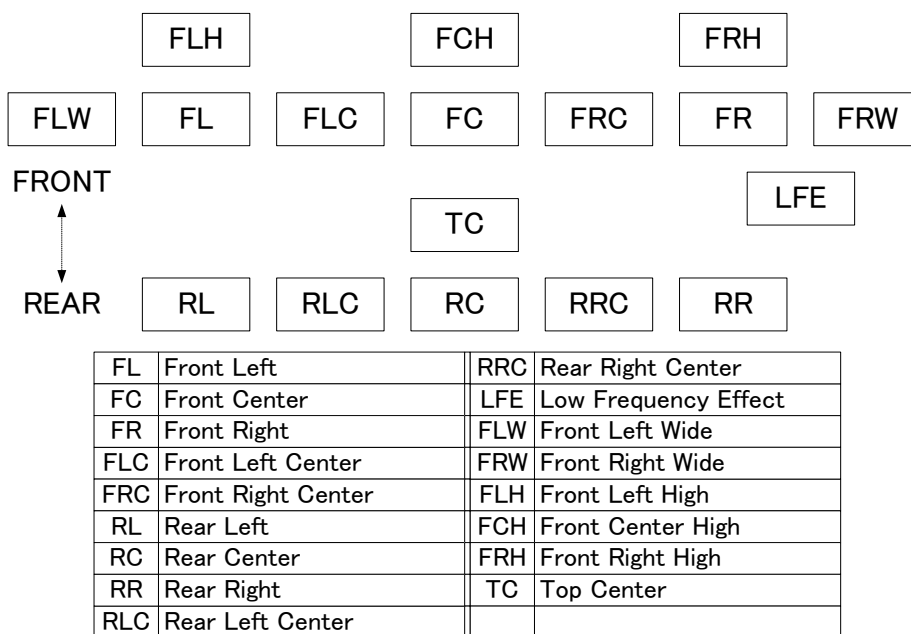 FLH FCH FRH
FLW FL FLC FC FRC FR FRW
FRONT
LFE
TC
REAR RL RLC RC RRC RR
FL Front Left RRC Rear Right Center
FC Front Center LFE Low Frequency Effect
FR Front Right FLW Front Left Wide
FLC Front Left Center FRW Front Right Wide
FRC Front Right Center FLH Front Left High
RL Rear Left FCH Front Center High
RC Rear Center FRH Front Right High
RR Rear Right TC Top Center
RLC Rear Left Center